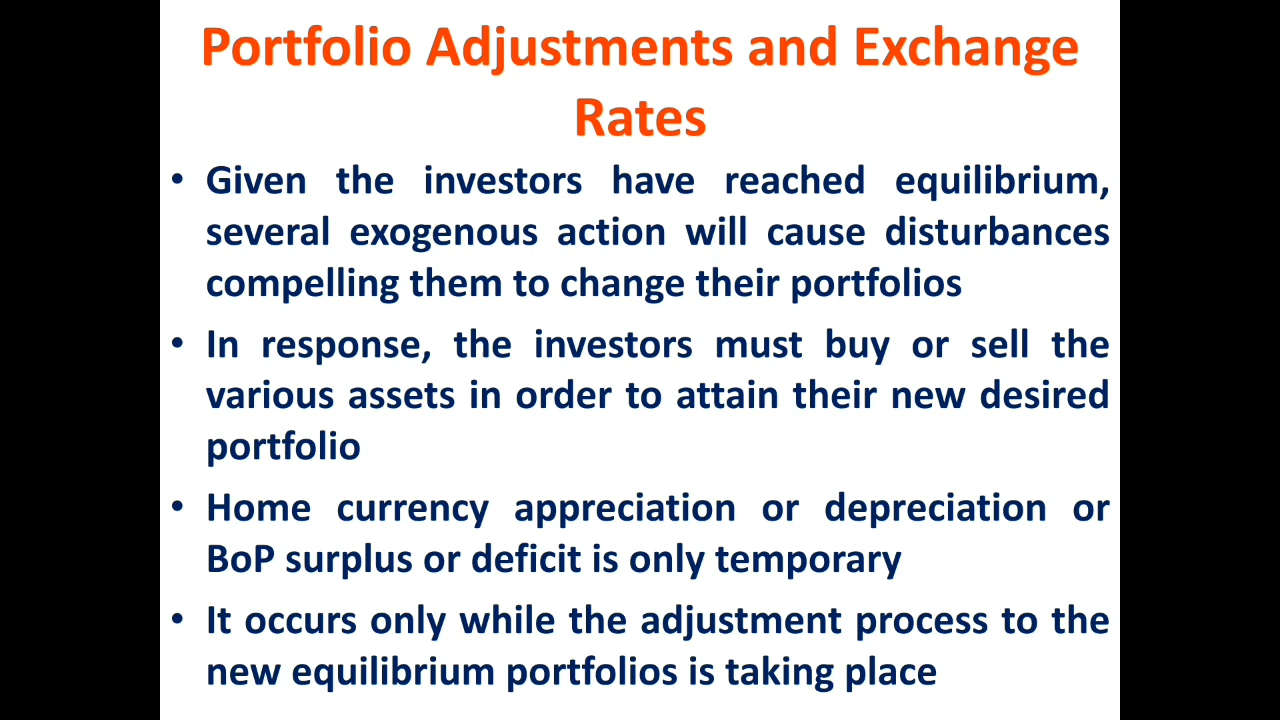 Portfolio Adjustments and Exchange
Rates
• Given the investors have reached equilibrium,
several exogenous action will cause disturbances
compelling them to change their portfolios
• In response, the investors must buy or sell the
various assets in order to attain their new desired
portfolio
• Home currency appreciation or depreciation or
BoP surplus or deficit is only temporary
• It occurs only while the adjustment process to the
new equilibrium portfolios is taking place